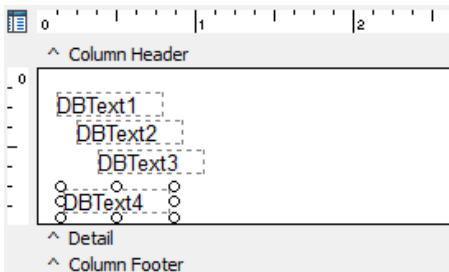 0 1 2
^ Column Header
0
DBText1
DBText2
DBText3
DBText4
^ Detail
^ Column Footer